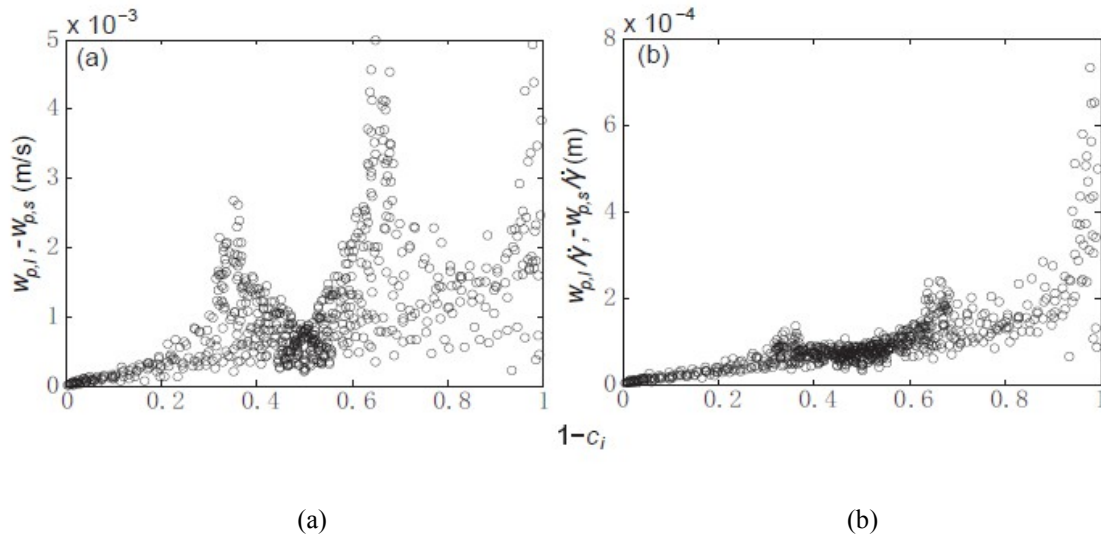 x 10⁻³
(a)
5
4
3
2
1
0
w_{p,l} ,-w_{p,s} (m/s)
0 0.2 0.4 0.6 0.8 1
x 10⁻⁴
(b)
8
6
4
2
0
w_{p,l}/γ̇ ,-w_{p,s}/γ̇ (m)
0 0.2 0.4 0.6 0.8 1
1−c_i
(a) (b)